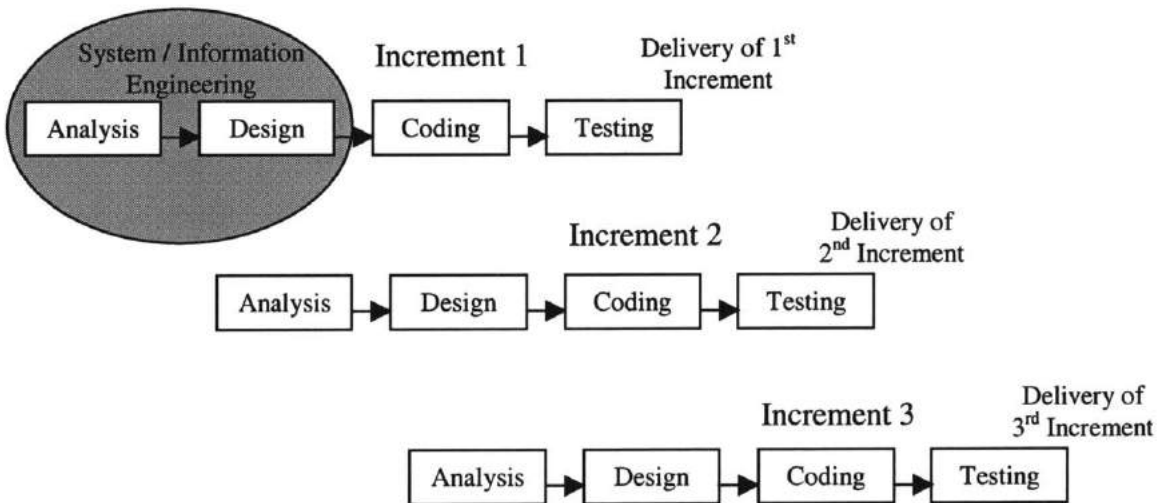 System / Information
Engineering
Increment 1
Delivery of 1st
Increment
Analysis
Design
Coding
Testing
Increment 2
Delivery of
2nd Increment
Analysis
Design
Coding
Testing
Increment 3
Delivery of
3rd Increment
Analysis
Design
Coding
Testing